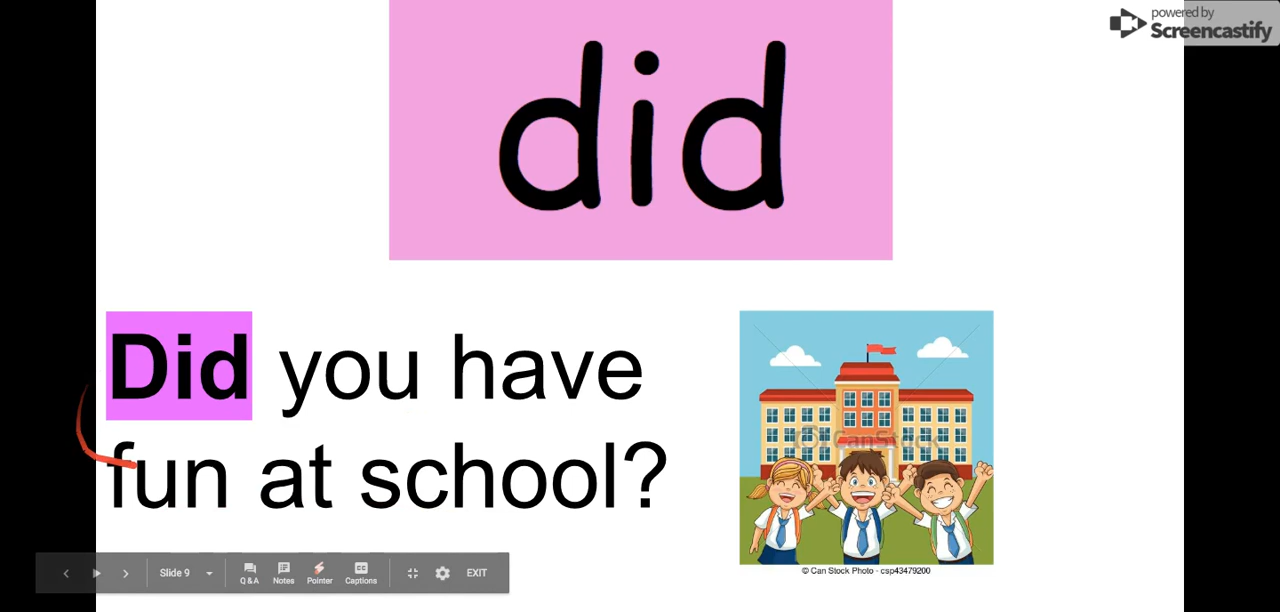 powered by
Screencastify
did
Did you have
fun at school?
CanStock
© Can Stock Photo - csp43479200
Slide 9
Q&A
Notes
Pointer
Captions
EXIT